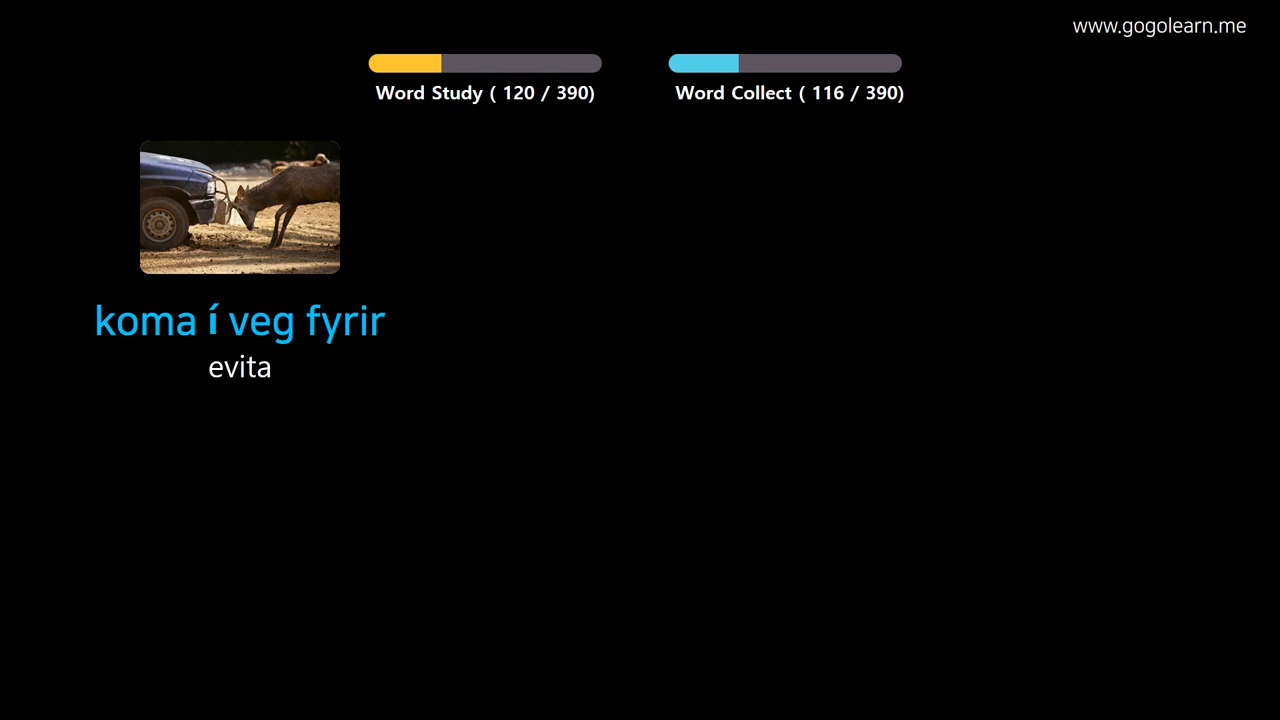 www.gogolearn.me
Word Study ( 120 / 390)
Word Collect ( 116 / 390)
koma í veg fyrir
evita